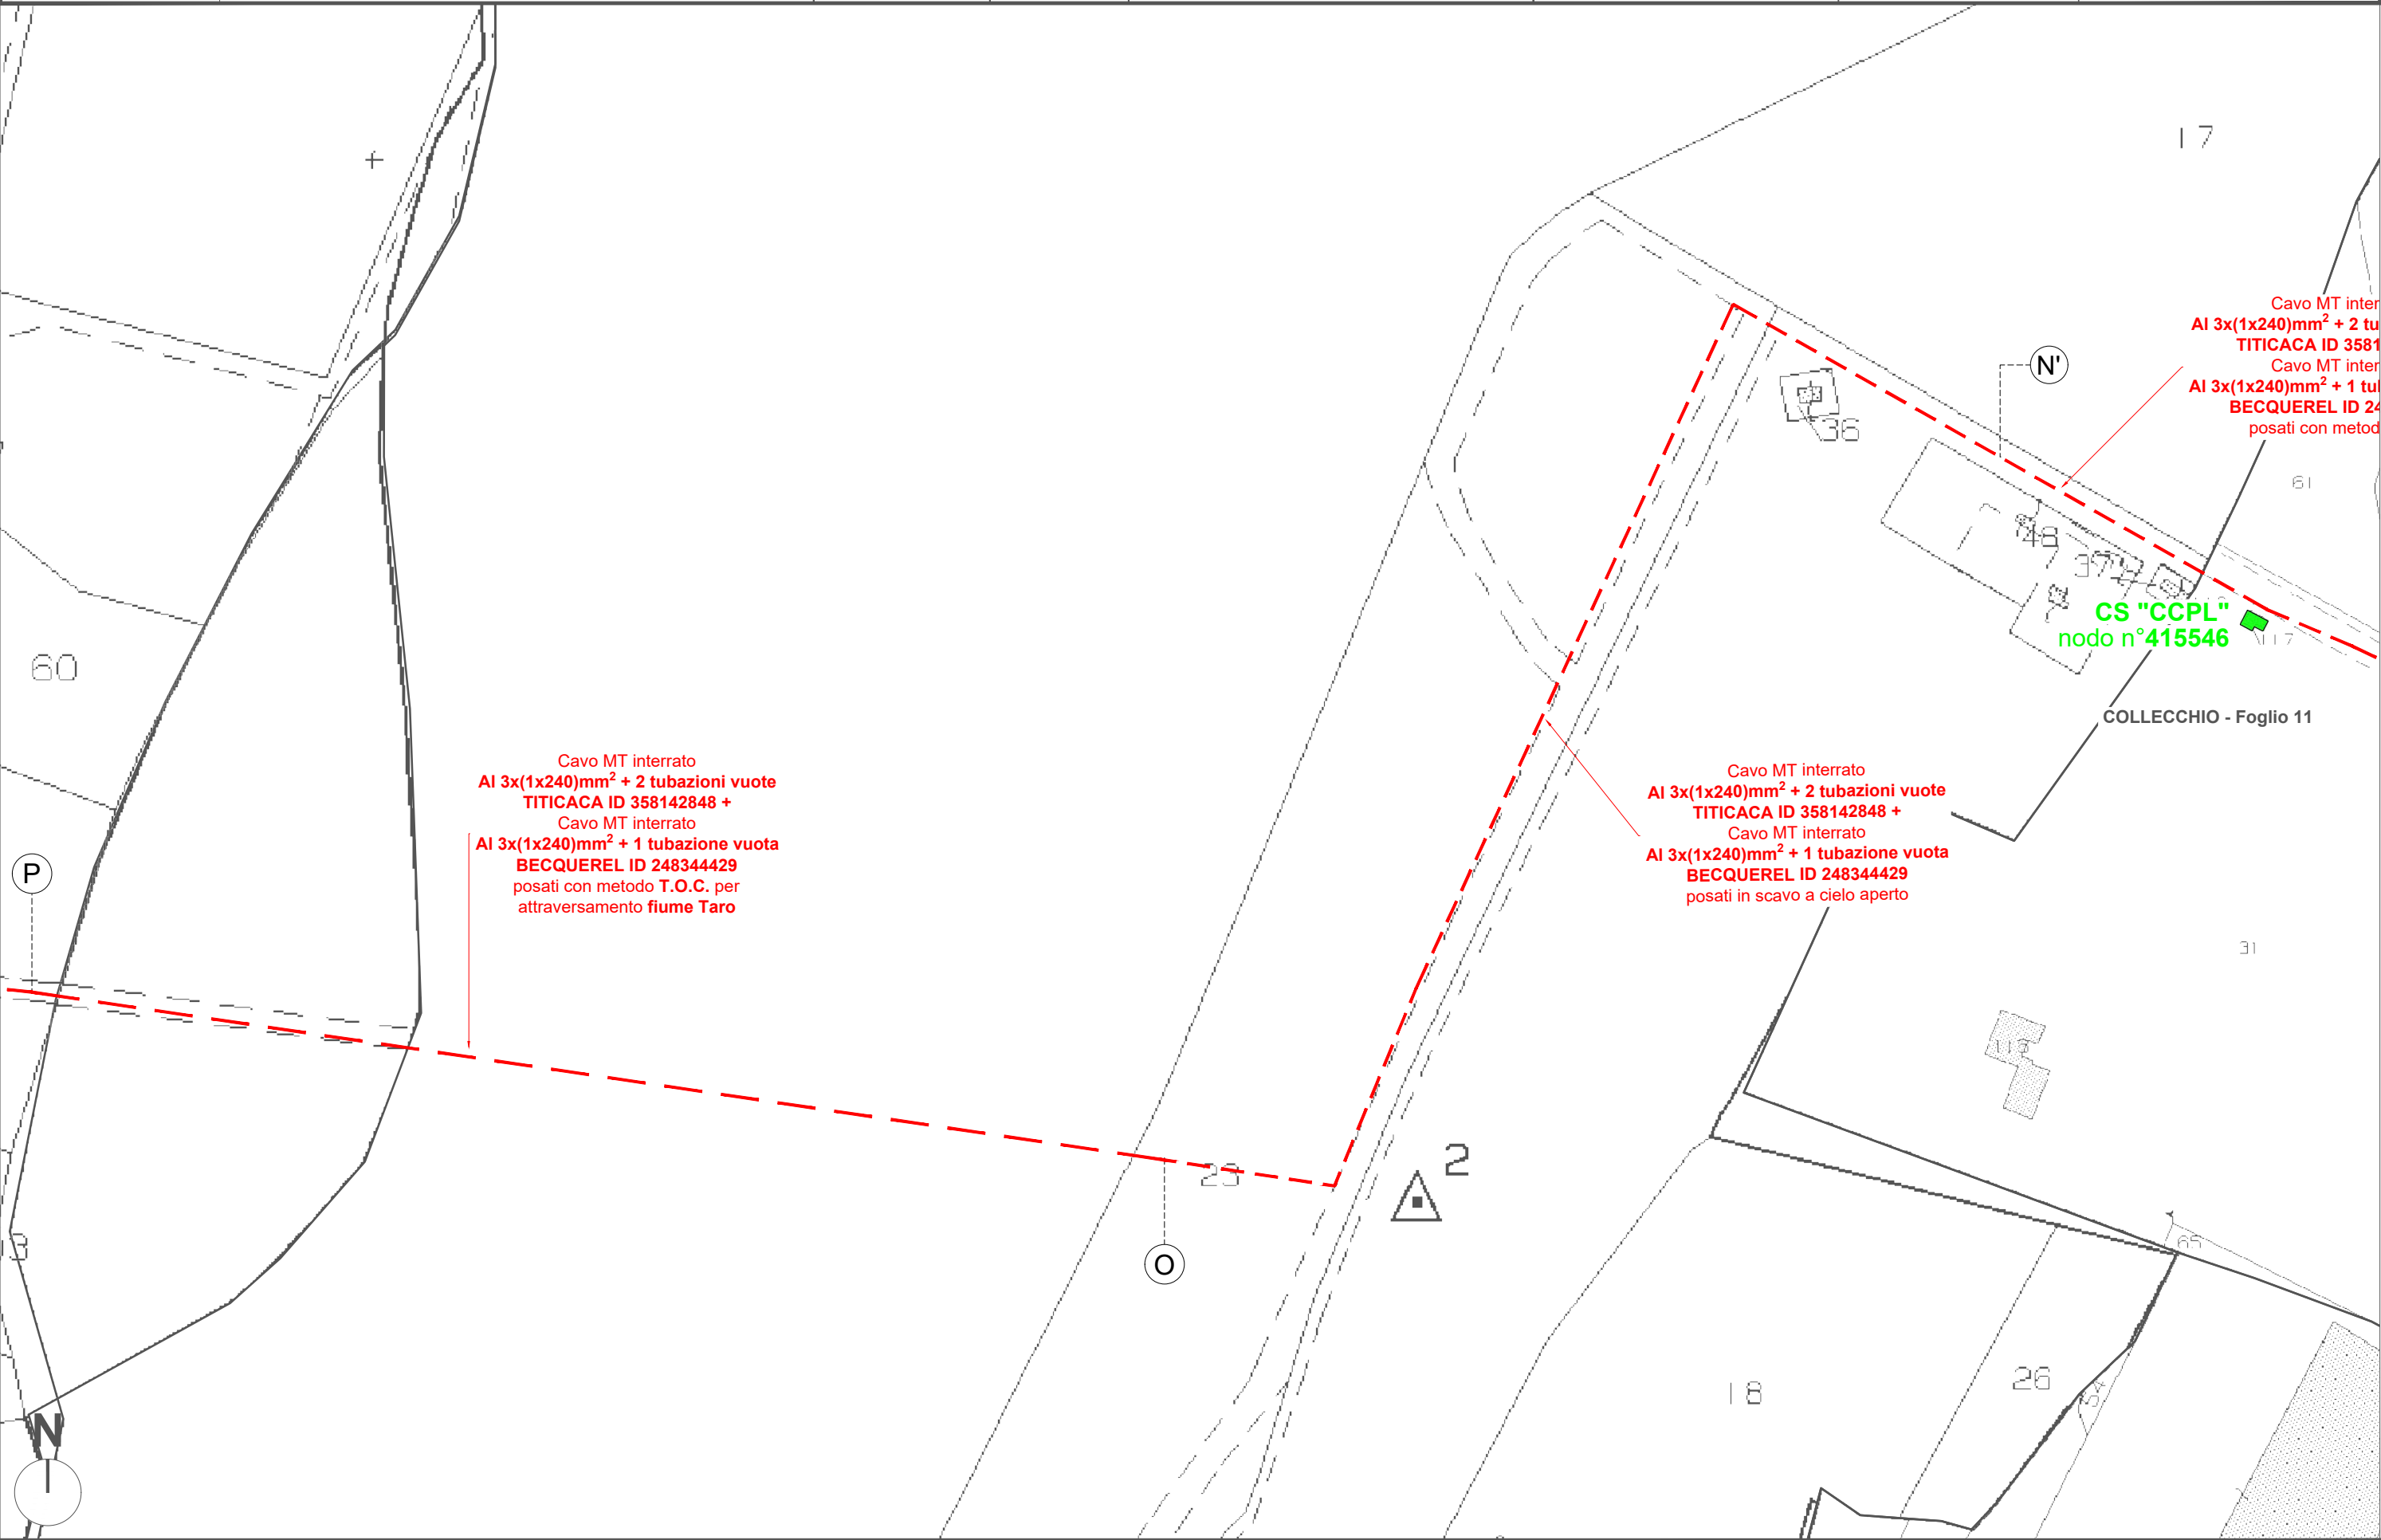 17
Cavo MT inter
Al 3x(1x240)mm² + 2 tu
TITICACA ID 3581
Cavo MT inter
Al 3x(1x240)mm² + 1 tu
BECQUEREL ID 24
posati con metod
N'
36
61
48
37
CS "CCPL"
nodo n°415546
117
60
COLLECCHIO - Foglio 11
Cavo MT interrato
Al 3x(1x240)mm² + 2 tubazioni vuote
TITICACA ID 358142848 +
Cavo MT interrato
Al 3x(1x240)mm² + 1 tubazione vuota
BECQUEREL ID 248344429
posati con metodo T.O.C. per
attraversamento fiume Taro
Cavo MT interrato
Al 3x(1x240)mm² + 2 tubazioni vuote
TITICACA ID 358142848 +
Cavo MT interrato
Al 3x(1x240)mm² + 1 tubazione vuota
BECQUEREL ID 248344429
posati in scavo a cielo aperto
P
31
2
23
O
65
26
18
54
N